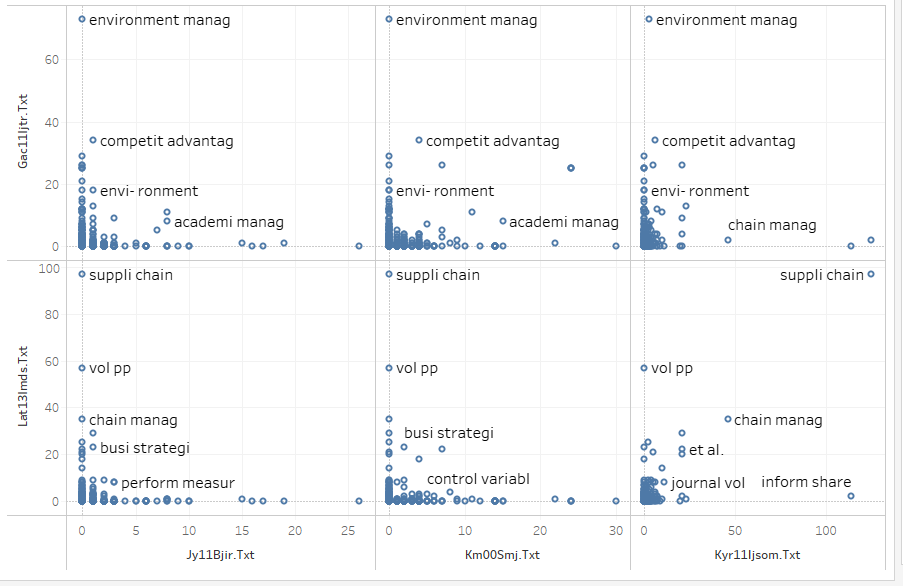 environment manag environment manag environment manag
60
40
competit advantag competit advantag competit advantag
20
envi- ronment envi- ronment envi- ronment
academi manag academi manag chain manag
0
Gac11Ijtr.Txt
100
suppli chain suppli chain suppli chain
80
60
vol pp vol pp vol pp
40
chain manag busi strategi chain manag
busi strategi et al.
20
perform measur control variabl journal vol inform share
0
Lat13Imds.Txt
0 5 10 15 20 25 0 10 20 30 0 50 100
Jy11Bjir.Txt Km00Smj.Txt Kyr11Ijsom.Txt